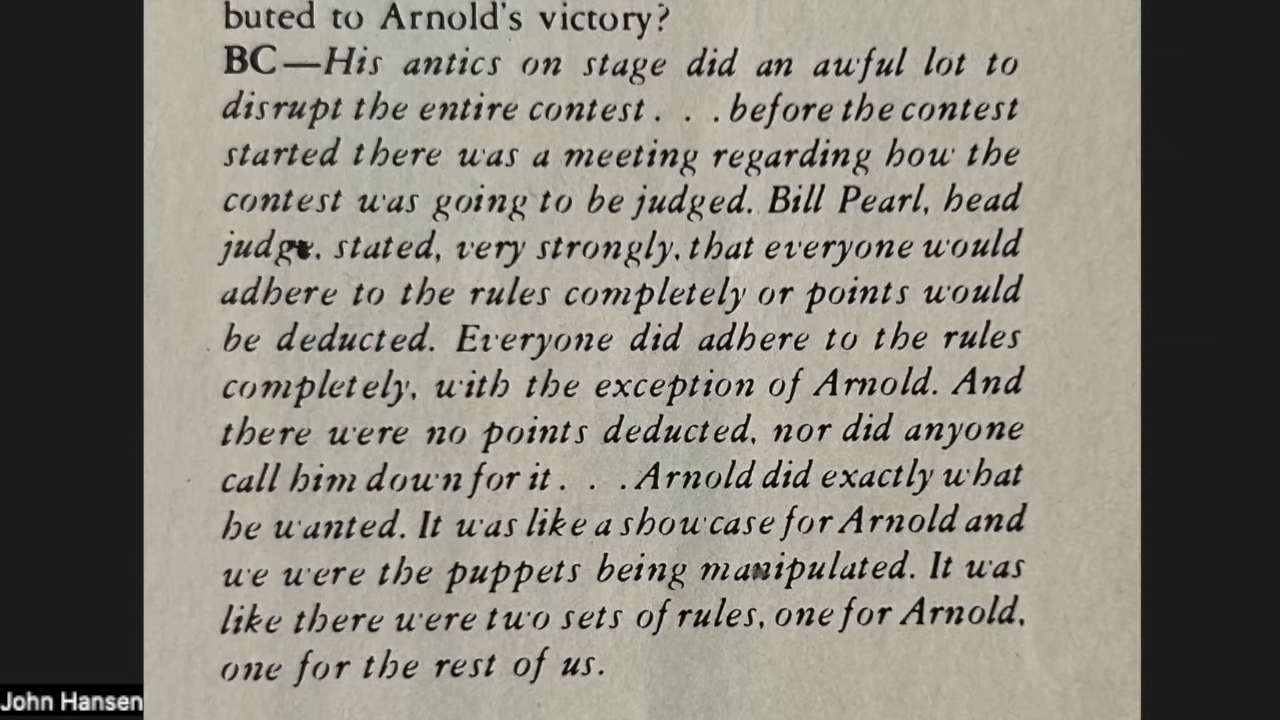 buted to Arnold's victory?
BC—His antics on stage did an awful lot to
disrupt the entire contest . . . before the contest
started there was a meeting regarding how the
contest was going to be judged. Bill Pearl, head
judge, stated, very strongly, that everyone would
adhere to the rules completely or points would
be deducted. Everyone did adhere to the rules
completely, with the exception of Arnold. And
there were no points deducted, nor did anyone
call him down for it . . . Arnold did exactly what
he wanted. It was like a showcase for Arnold and
we were the puppets being manipulated. It was
like there were two sets of rules, one for Arnold,
one for the rest of us.
John Hansen